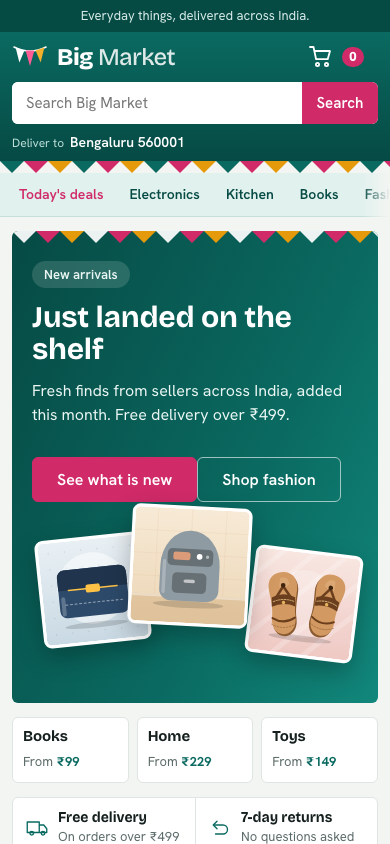 Everyday things, delivered across India.
Big Market
0
Search Big Market
Search
Deliver to Bengaluru 560001
Today's deals Electronics Kitchen Books Fas
New arrivals
Just landed on the
shelf
Fresh finds from sellers across India, added
this month. Free delivery over ₹499.
See what is new
Shop fashion
Books
From ₹99
Home
From ₹229
Toys
From ₹149
Free delivery
On orders over ₹499
7-day returns
No questions asked